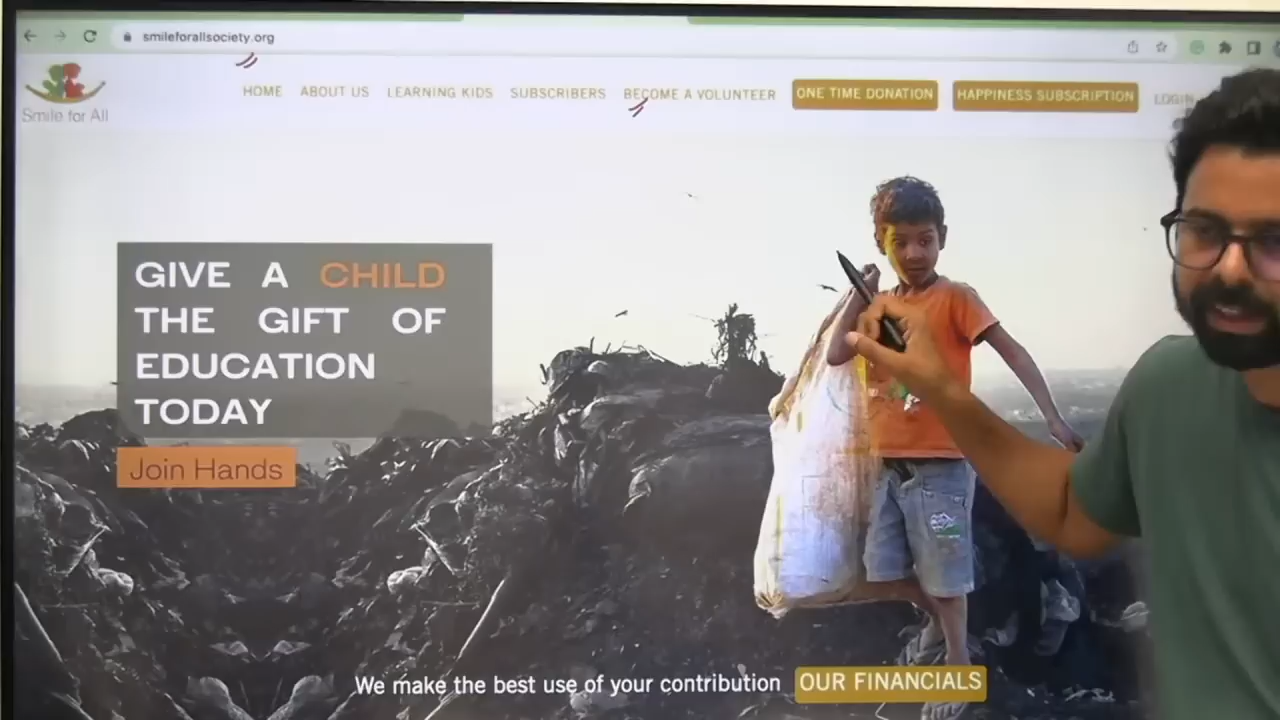 smileforallsociety.org
Smile for All
HOME ABOUT US LEARNING KIDS SUBSCRIBERS BECOME A VOLUNTEER ONE TIME DONATION HAPPINESS SUBSCRIPTION LOGIN
GIVE A CHILD
THE GIFT OF
EDUCATION
TODAY
Join Hands
We make the best use of your contribution OUR FINANCIALS